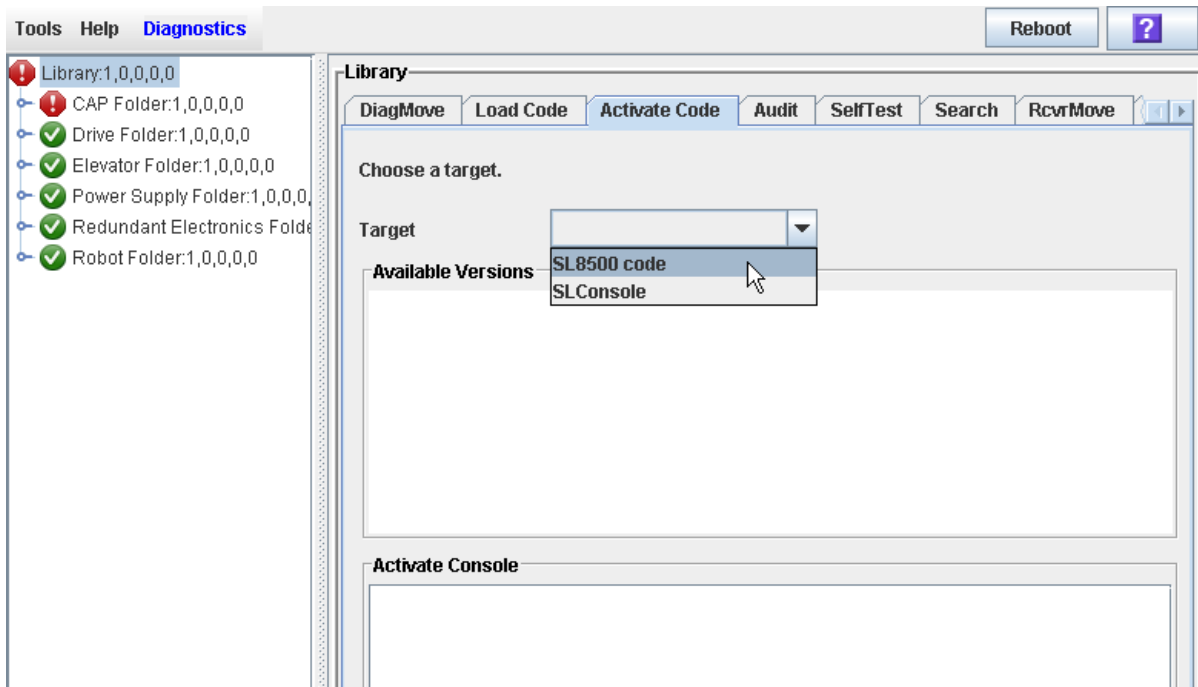 Tools Help Diagnostics Reboot ?
Library:1,0,0,0,0
CAP Folder:1,0,0,0,0
Drive Folder:1,0,0,0,0
Elevator Folder:1,0,0,0,0
Power Supply Folder:1,0,0,0,
Redundant Electronics Folde
Robot Folder:1,0,0,0,0
Library
DiagMove Load Code Activate Code Audit SelfTest Search RcvrMove
Choose a target.
Target
SL8500 code
SLConsole
Available Versions
Activate Console